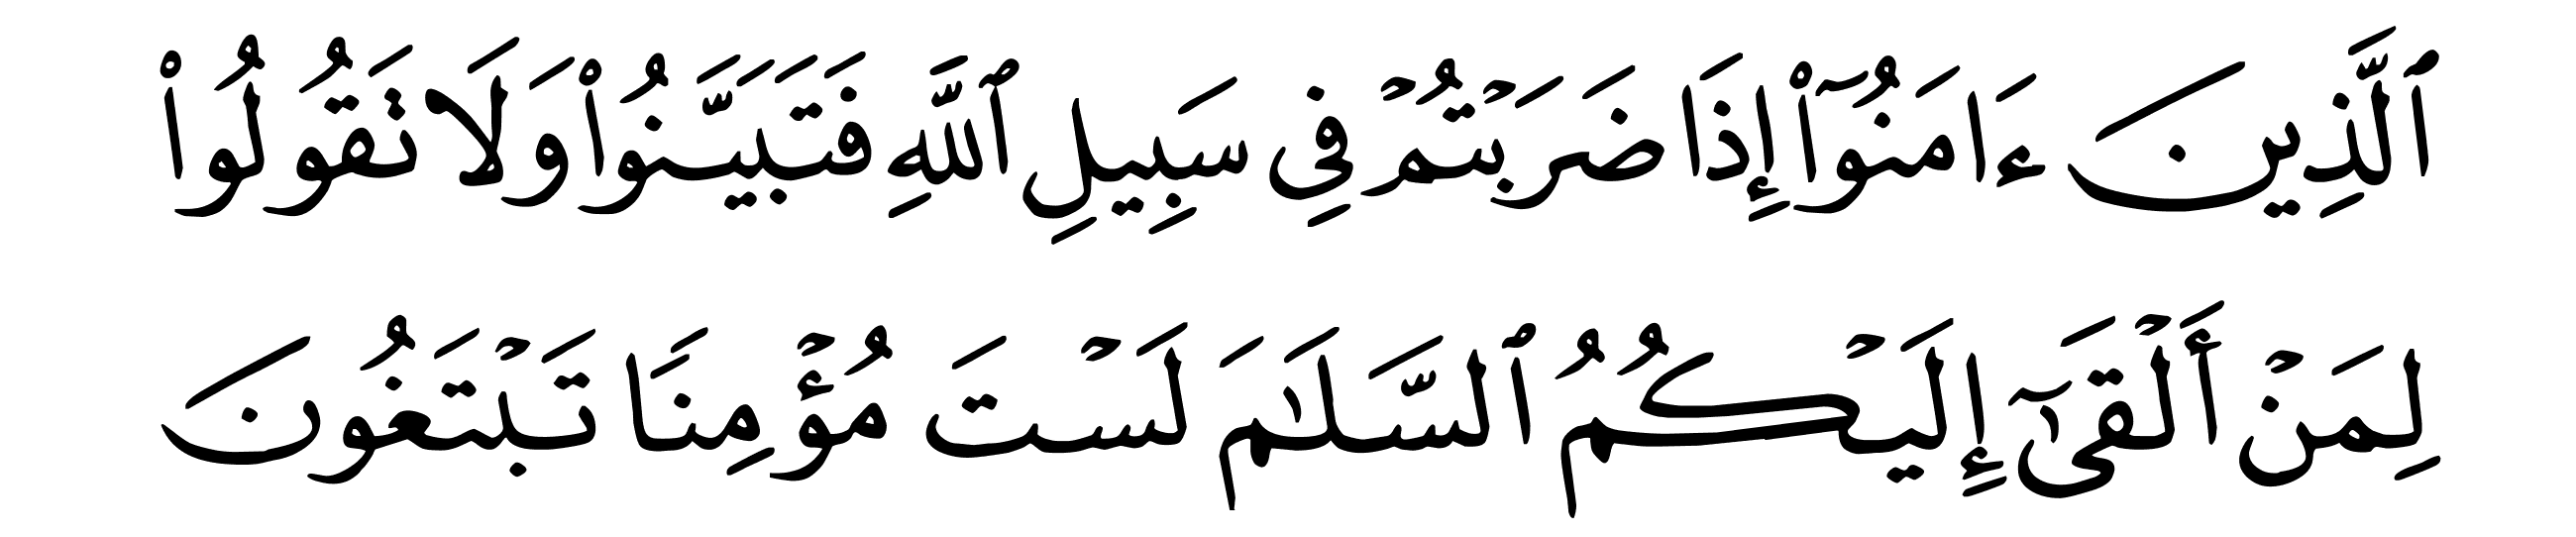 ٱلَّذِينَ ءَامَنُوٓا۟ إِذَا ضَرَبْتُمْ فِى سَبِيلِ ٱللَّهِ فَتَبَيَّنُوا۟ وَلَا تَقُولُوا۟
لِمَنْ أَلْقَىٰٓ إِلَيْكُمُ ٱلسَّلَٰمَ لَسْتَ مُؤْمِنًا تَبْتَغُونَ